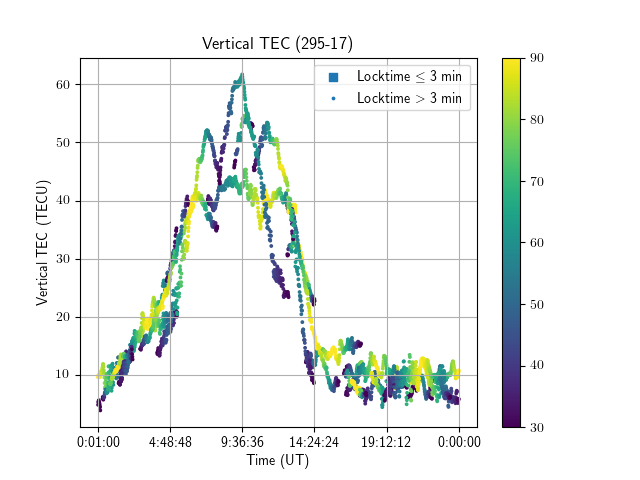 Vertical TEC (295-17)
Locktime ≤ 3 min
Locktime > 3 min
Vertical TEC (TECU)
60
50
40
30
20
10
0:01:00 4:48:48 9:36:36 14:24:24 19:12:12 0:00:00
Time (UT)
90
80
70
60
50
40
30